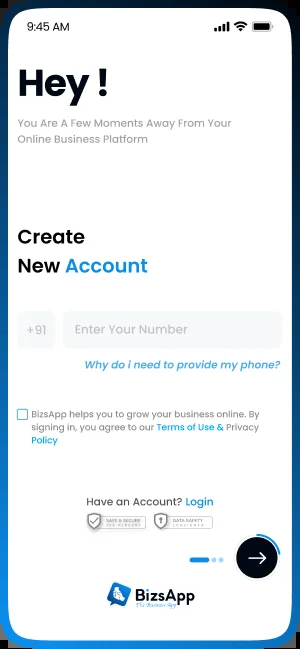 9:45 AM
Hey !
You Are A Few Moments Away From Your
Online Business Platform
Create
New Account
+91
Enter Your Number
Why do i need to provide my phone?
BizsApp helps you to grow your business online. By
signing in, you agree to our Terms of Use & Privacy
Policy
Have an Account? Login
SAFE & SECURE
DATA SAFETY
BizsApp
The Business App